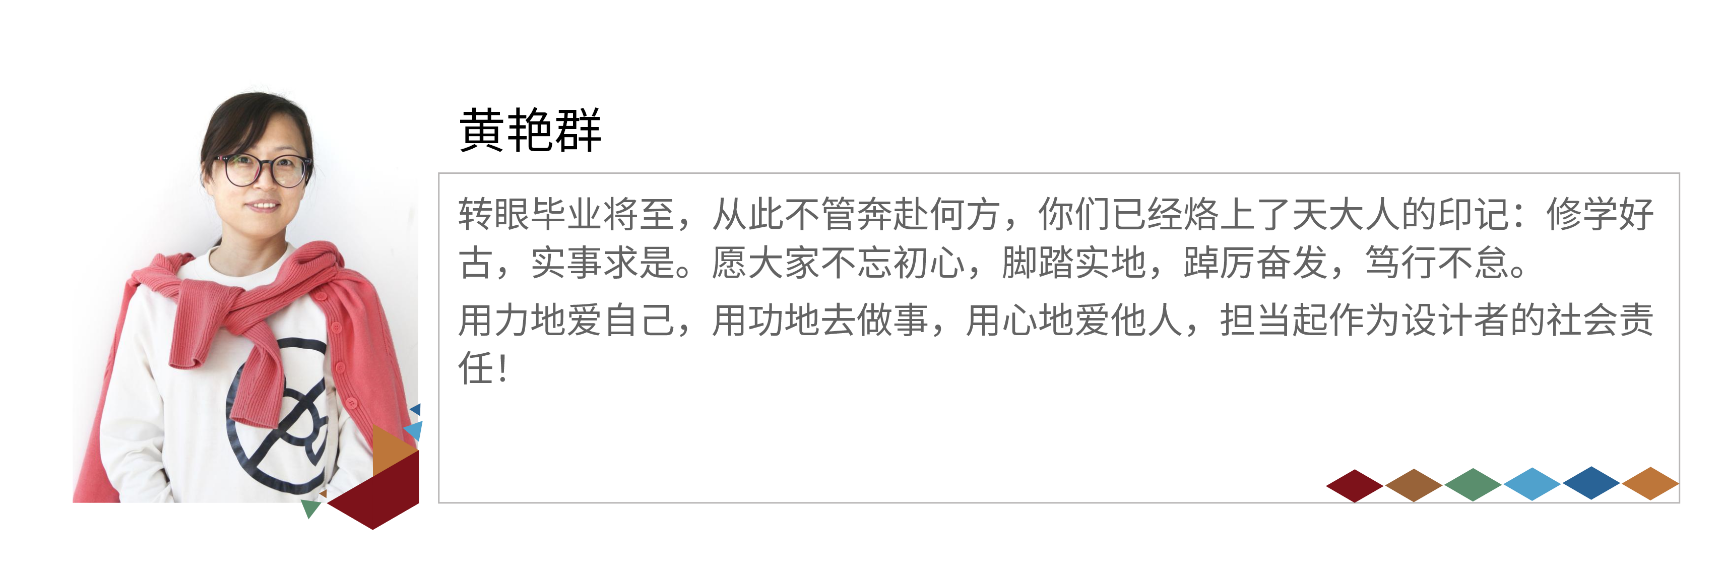 黄艳群
转眼毕业将至，从此不管奔赴何方，你们已经烙上了天大人的印记：修学好
古，实事求是。愿大家不忘初心，脚踏实地，踔厉奋发，笃行不怠。
用力地爱自己，用功地去做事，用心地爱他人，担当起作为设计者的社会责
任！